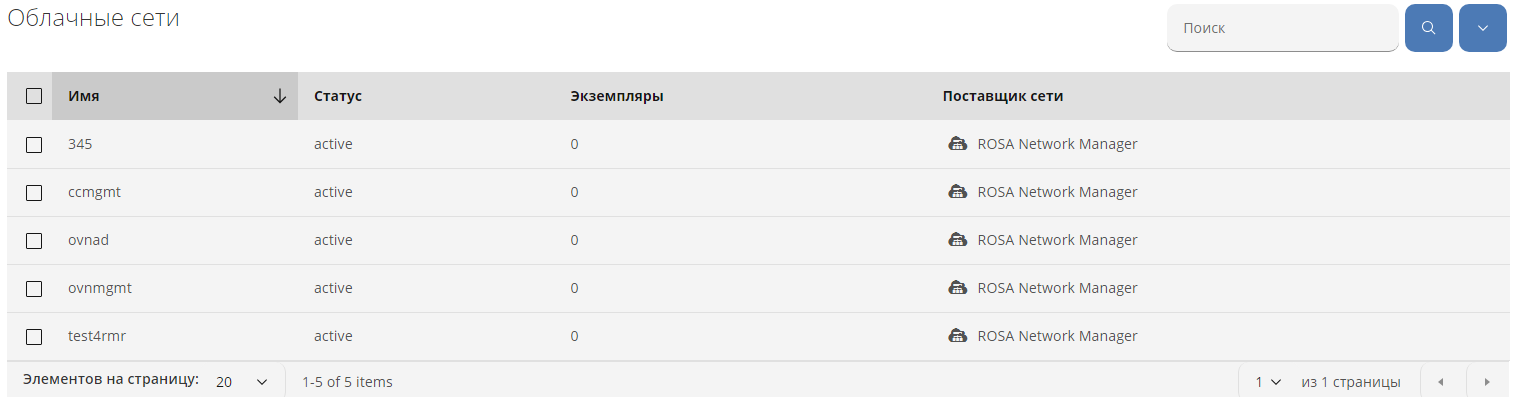 Облачные сети
Поиск
Имя Статус Экземпляры Поставщик сети
345 active 0 ROSA Network Manager
ccmgmt active 0 ROSA Network Manager
ovnad active 0 ROSA Network Manager
ovnmgmt active 0 ROSA Network Manager
test4rmr active 0 ROSA Network Manager
Элементов на страницу: 20 1-5 of 5 items 1 из 1 страницы